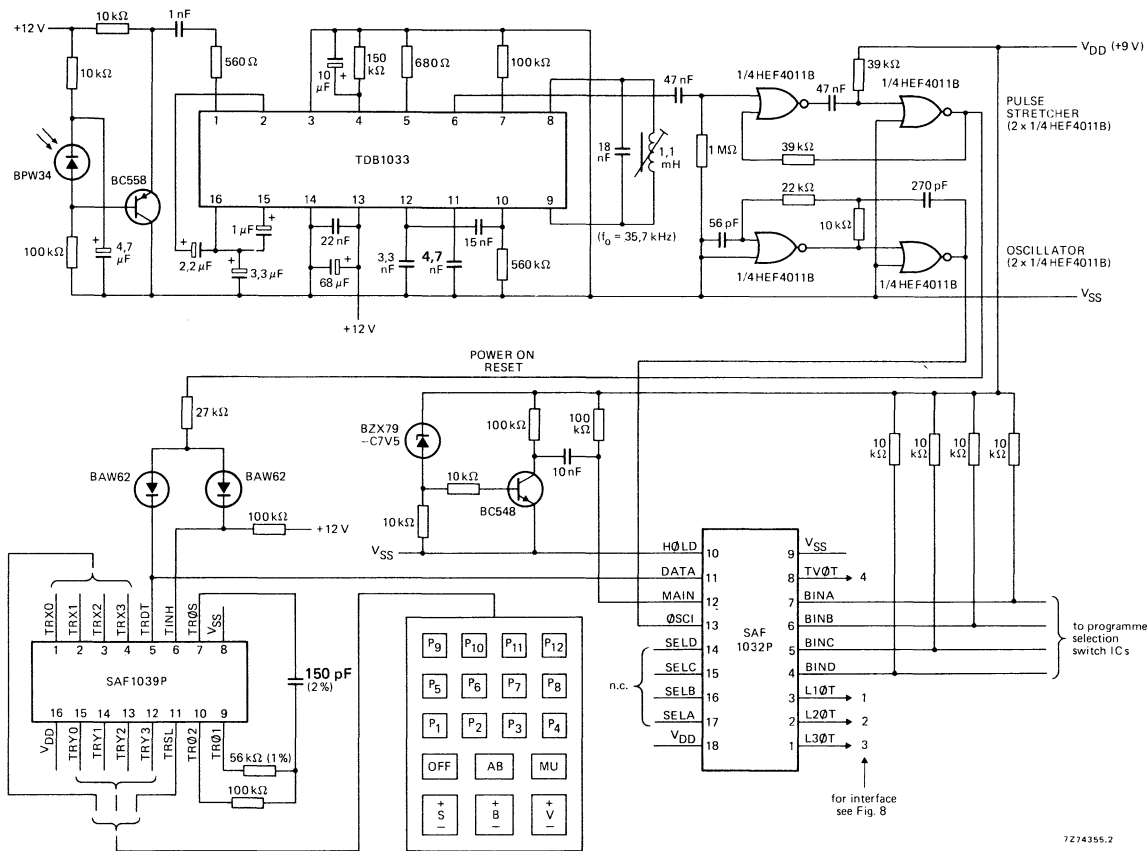 +12 V
10 kΩ
1 nF
10 kΩ
560 Ω
10 µF
+
150 kΩ
680 Ω
100 kΩ
47 nF
1/4 HEF4011B
39 kΩ
47 nF
1/4 HEF4011B
VDD (+9 V)
PULSE STRETCHER (2 x 1/4 HEF4011B)
1 2 3 4 5 6 7 8
TDB1033
16 15 14 13 12 11 10 9
BPW34
BC558
100 kΩ
+
4,7 µF
+
2,2 µF
1 µF
+
+
3,3 µF
22 nF
+
68 µF
+12 V
3,3 nF
4,7 nF
15 nF
560 kΩ
18 nF
1,1 mH
(fo = 35,7 kHz)
1 MΩ
39 kΩ
22 kΩ
270 pF
56 pF
10 kΩ
1/4 HEF4011B
1/4 HEF4011B
OSCILLATOR (2 x 1/4 HEF4011B)
VSS
POWER ON RESET
27 kΩ
BAW62
BAW62
100 kΩ
+12 V
BZX79 –C7V5
10 kΩ
10 kΩ
100 kΩ
100 kΩ
10 nF
BC548
VSS
10 kΩ
10 kΩ
10 kΩ
10 kΩ
TRX0
TRX1
TRX2
TRX3
TRDT
TINH
TRØS
VSS
1 2 3 4 5 6 7 8
SAF1039P
16 15 14 13 12 11 10 9
VDD
TRY0
TRY1
TRY2
TRY3
TRSL
TRØ2
TRØ1
150 pF
(2%)
56 kΩ (1%)
100 kΩ
P9 P10 P11 P12
P5 P6 P7 P8
P1 P2 P3 P4
OFF AB MU
+ + +
S B V
– – –
HØLD 10
DATA 11
MAIN 12
ØSCI 13
SELD 14
SELC 15
SELB 16
SELA 17
VDD 18
n.c.
SAF 1032P
9 VSS
8 TVØT 4
7 BINA
6 BINB
5 BINC
4 BIND
3 L1ØT 1
2 L2ØT 2
1 L3ØT 3
to programme selection switch ICs
for interface see Fig. 8
7Z74355.2